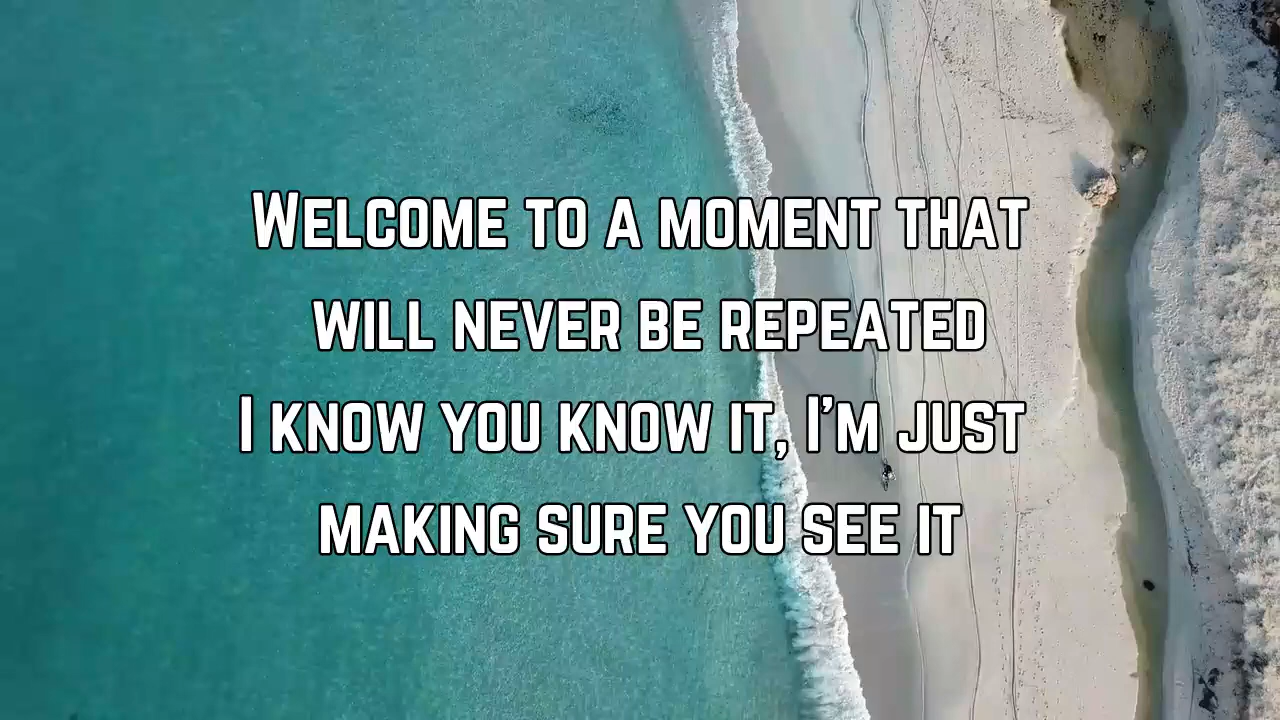 Welcome to a moment that
will never be repeated
I know you know it, I'm just
making sure you see it